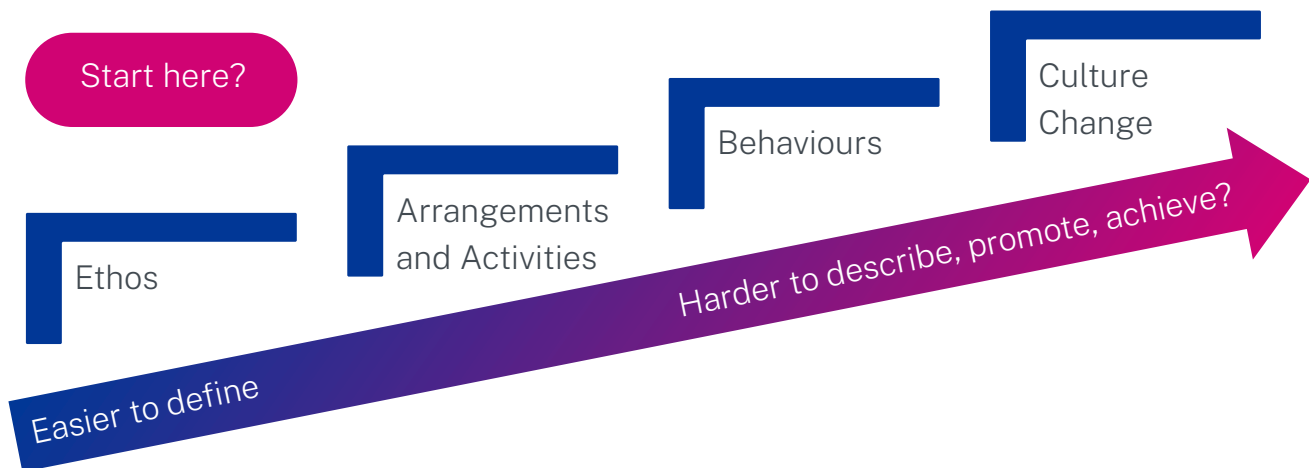 Start here?
Ethos
Arrangements
and Activities
Behaviours
Culture
Change
Easier to define
Harder to describe, promote, achieve?